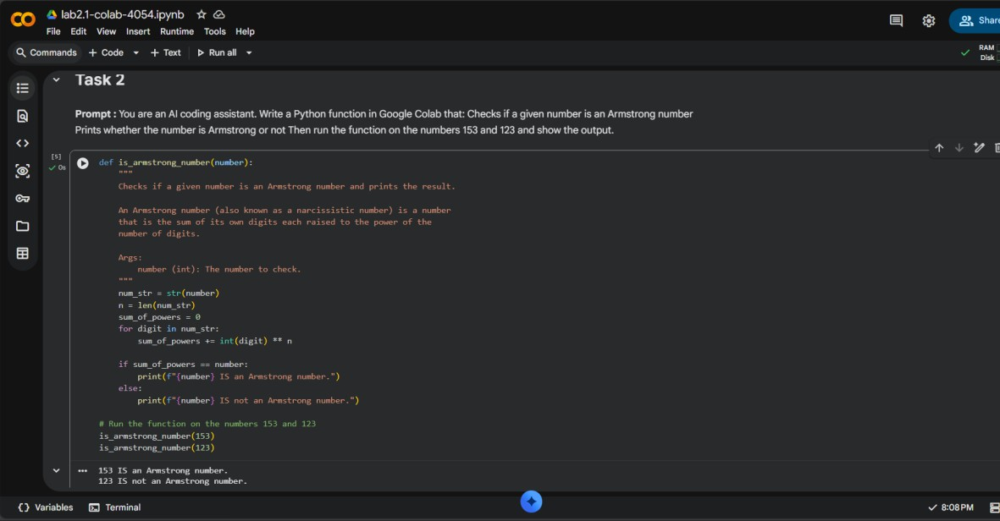 CO lab2.1-colab-4054.ipynb
File Edit View Insert Runtime Tools Help
Share
Commands + Code + Text Run all
RAM
Disk
Task 2
Prompt : You are an AI coding assistant. Write a Python function in Google Colab that: Checks if a given number is an Armstrong number
Prints whether the number is Armstrong or not Then run the function on the numbers 153 and 123 and show the output.
[5]
0s
def is_armstrong_number(number):
"""
Checks if a given number is an Armstrong number and prints the result.
An Armstrong number (also known as a narcissistic number) is a number
that is the sum of its own digits each raised to the power of the
number of digits.
Args:
number (int): The number to check.
"""
num_str = str(number)
n = len(num_str)
sum_of_powers = 0
for digit in num_str:
sum_of_powers += int(digit) ** n
if sum_of_powers == number:
print(f"{number} IS an Armstrong number.")
else:
print(f"{number} IS not an Armstrong number.")
# Run the function on the numbers 153 and 123
is_armstrong_number(153)
is_armstrong_number(123)
153 IS an Armstrong number.
123 IS not an Armstrong number.
{} Variables Terminal
8:08 PM